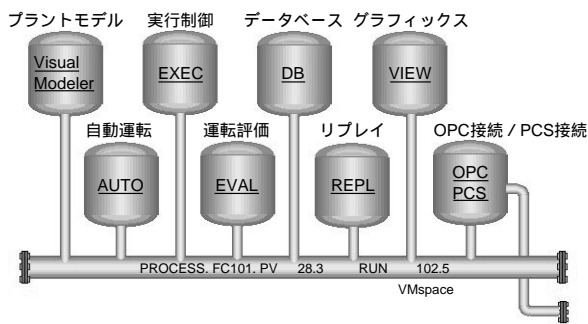 プラントモデル 実行制御 データベース グラフィックス
Visual
Modeler
EXEC
DB
VIEW
自動運転 運転評価 リプレイ OPC接続 / PCS接続
AUTO
EVAL
REPL
OPC
PCS
PROCESS. FC101. PV 28.3 RUN 102.5
VMspace